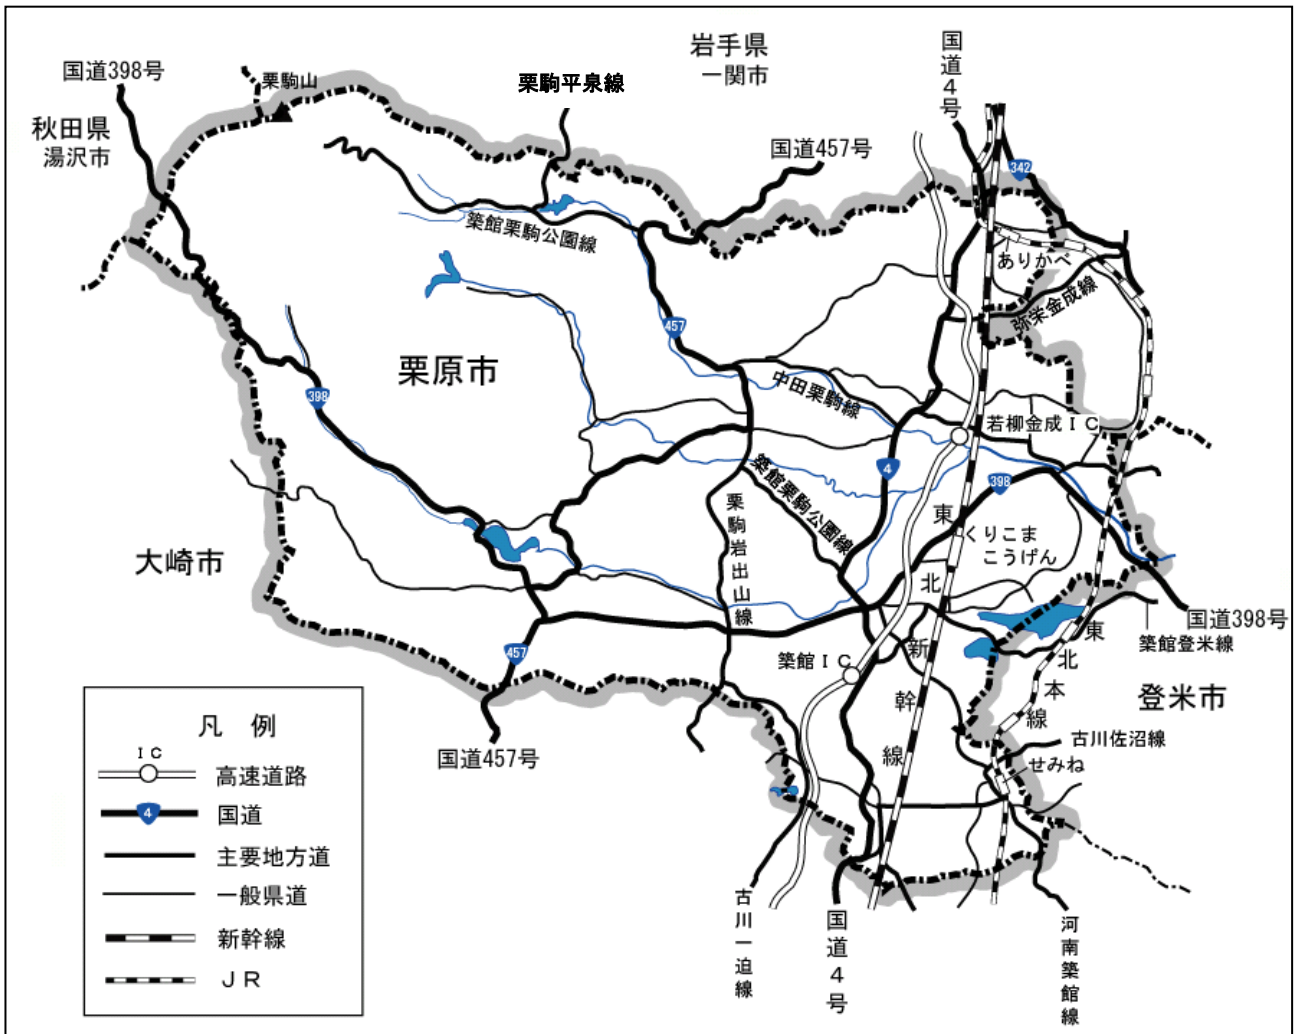 岩手県
一関市
国道4号
国道398号
栗駒山
栗駒平泉線
秋田県
湯沢市
国道457号
342
築館栗駒公園線
ありかべ
弥栄金成線
457
栗原市
中田栗駒線
398
若柳金成ＩＣ
4
築館栗駒公園線
398
栗駒岩出山線
東北新幹線
くりこま
こうげん
大崎市
国道398号
築館登米線
東北本線
457
築館ＩＣ
登米市
古川佐沼線
せみね
国道457号
古川一迫線
国道4号
河南築館線
凡 例
ＩＣ
高速道路
4
国道
主要地方道
一般県道
新幹線
ＪＲ